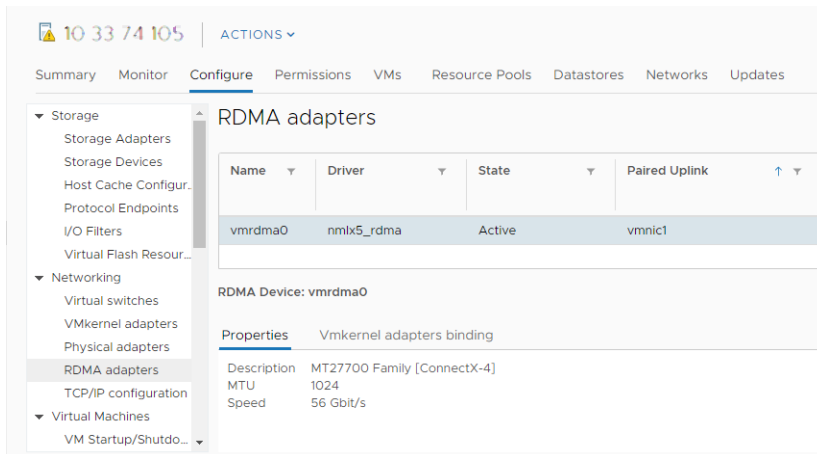 10 33 74 105 ACTIONS
Summary Monitor Configure Permissions VMs Resource Pools Datastores Networks Updates
Storage
Storage Adapters
Storage Devices
Host Cache Configur..
Protocol Endpoints
I/O Filters
Virtual Flash Resour...
Networking
Virtual switches
VMkernel adapters
Physical adapters
RDMA adapters
TCP/IP configuration
Virtual Machines
VM Startup/Shutdo...
RDMA adapters
Name Driver State Paired Uplink
vmrdma0 nmlx5_rdma Active vmnic1
RDMA Device: vmrdma0
Properties Vmkernel adapters binding
Description MT27700 Family [ConnectX-4]
MTU 1024
Speed 56 Gbit/s